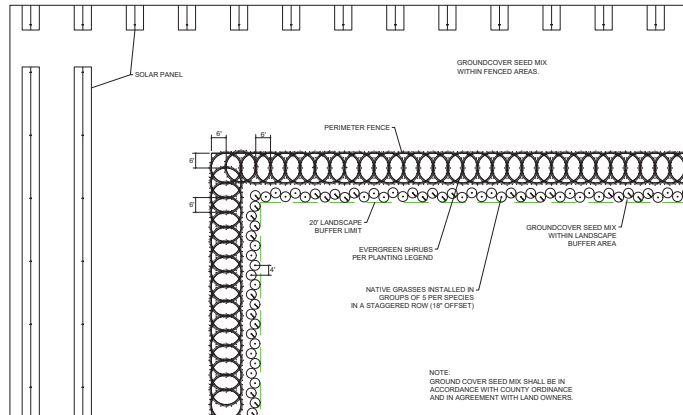 GROUNDCOVER SEED MIX
WITHIN FENCED AREAS.
SOLAR PANEL
PERIMETER FENCE
6'
6'
6'
6'
20' LANDSCAPE
BUFFER LIMIT
GROUNDCOVER SEED MIX
WITHIN LANDSCAPE
BUFFER AREA
EVERGREEN SHRUBS
PER PLANTING LEGEND
4'
NATIVE GRASSES INSTALLED IN
GROUPS OF 5 PER SPECIES
IN A STAGGERED ROW (18" OFFSET)
NOTE:
GROUND COVER SEED MIX SHALL BE IN
ACCORDANCE WITH COUNTY ORDINANCE
AND IN AGREEMENT WITH LAND OWNERS.